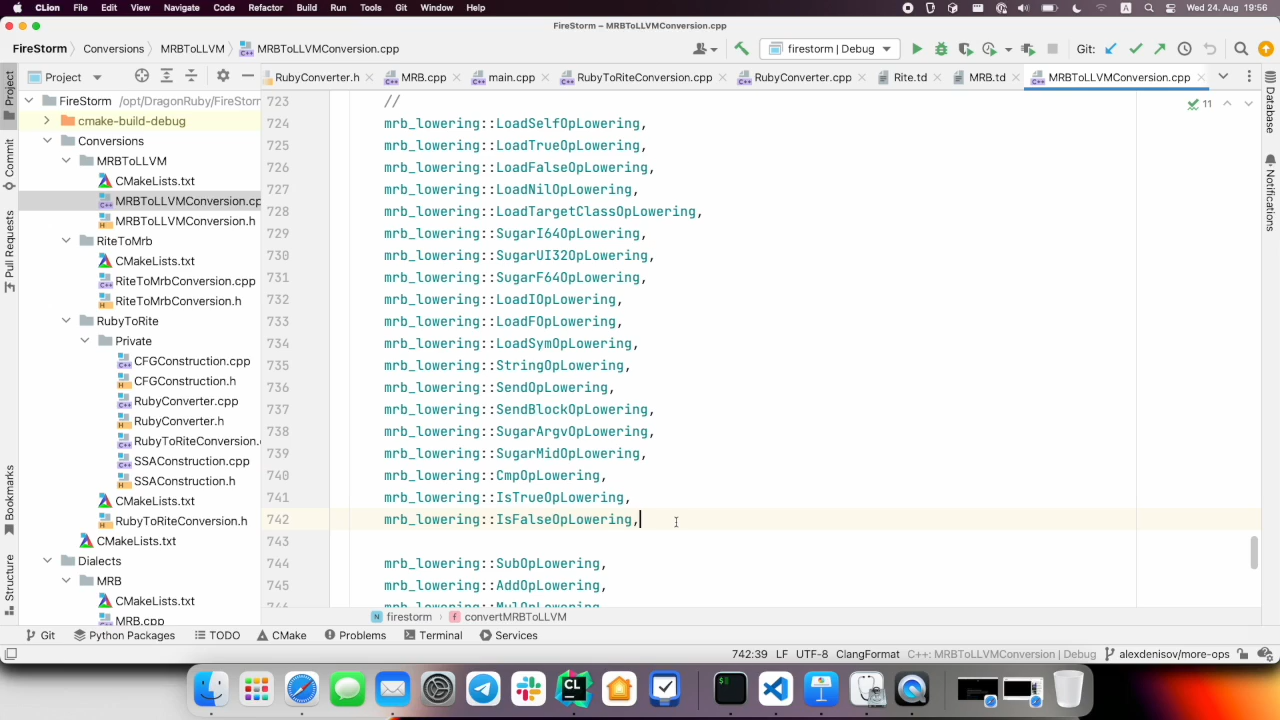 CLion File Edit View Navigate Code Refactor Build Run Tools Git Window Help A Wed 24. Aug 19:56
FireStorm – MRBToLLVMConversion.cpp
FireStorm Conversions MRBToLLVM MRBToLLVMConversion.cpp firestorm | Debug Git:
Project RubyConverter.h MRB.cpp main.cpp RubyToRiteConversion.cpp RubyConverter.cpp Rite.td MRB.td MRBToLLVMConversion.cpp
Project
Commit
Pull Requests
Bookmarks
Structure
FireStorm /opt/DragonRuby/FireStorm
cmake-build-debug
Conversions
MRBToLLVM
CMakeLists.txt
MRBToLLVMConversion.cp
MRBToLLVMConversion.h
RiteToMrb
CMakeLists.txt
RiteToMrbConversion.cpp
RiteToMrbConversion.h
RubyToRite
Private
CFGConstruction.cpp
CFGConstruction.h
RubyConverter.cpp
RubyConverter.h
RubyToRiteConversion.
SSAConstruction.cpp
SSAConstruction.h
CMakeLists.txt
RubyToRiteConversion.h
CMakeLists.txt
Dialects
MRB
CMakeLists.txt
MRB.cpp
723 // 11
724 mrb_lowering::LoadSelfOpLowering,
725 mrb_lowering::LoadTrueOpLowering,
726 mrb_lowering::LoadFalseOpLowering,
727 mrb_lowering::LoadNilOpLowering,
728 mrb_lowering::LoadTargetClassOpLowering,
729 mrb_lowering::SugarI64OpLowering,
730 mrb_lowering::SugarUI32OpLowering,
731 mrb_lowering::SugarF64OpLowering,
732 mrb_lowering::LoadIOpLowering,
733 mrb_lowering::LoadFOpLowering,
734 mrb_lowering::LoadSymOpLowering,
735 mrb_lowering::StringOpLowering,
736 mrb_lowering::SendOpLowering,
737 mrb_lowering::SendBlockOpLowering,
738 mrb_lowering::SugarArgvOpLowering,
739 mrb_lowering::SugarMidOpLowering,
740 mrb_lowering::CmpOpLowering,
741 mrb_lowering::IsTrueOpLowering,
742 mrb_lowering::IsFalseOpLowering,
743
744 mrb_lowering::SubOpLowering,
745 mrb_lowering::AddOpLowering,
746 mrb_lowering::MulOpLowering
Database
Notifications
N firestorm f convertMRBToLLVM
Git Python Packages TODO CMake Problems Terminal Services
742:39 LF UTF-8 ClangFormat C++: MRBToLLVMConversion | Debug alexdenisov/more-ops
CL